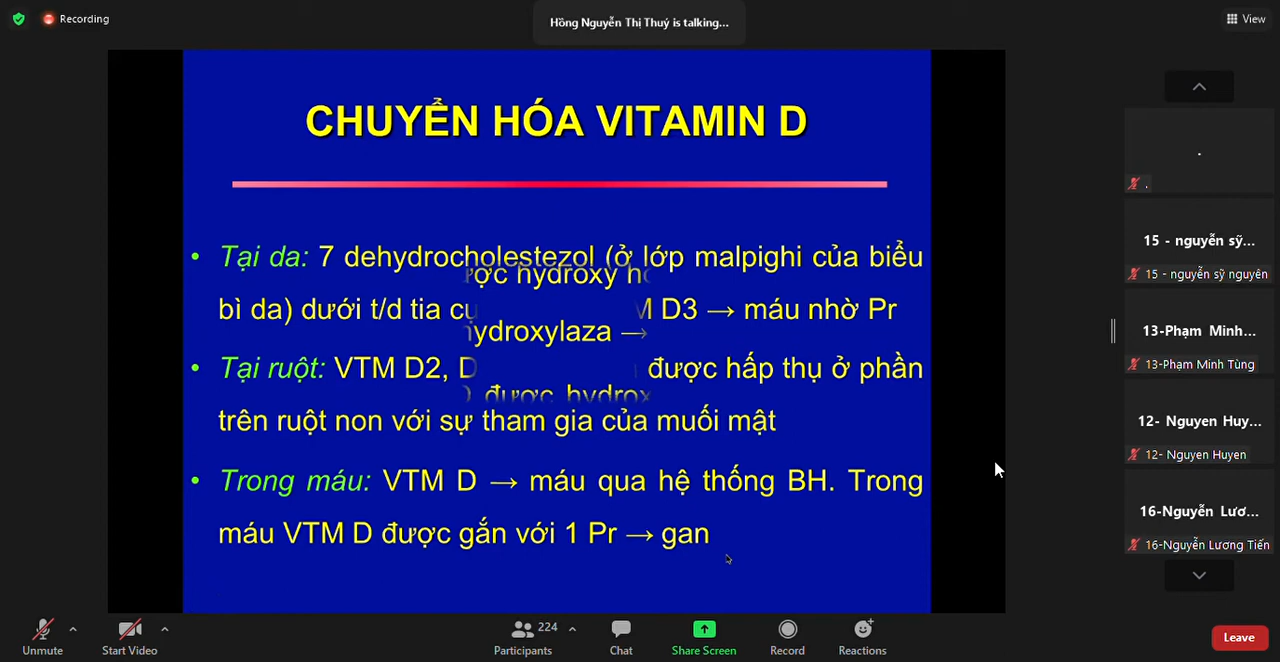 Recording
Hồng Nguyễn Thị Thuý is talking...
View
CHUYỂN HÓA VITAMIN D
• Tại da: 7 dehydrocholestezol (ở lớp malpighi của biểu
bì da) dưới t/d tia D3 → máu nhờ Pr
hydroxylaza →
• Tại ruột: VTM D2, được hấp thụ ở phần
trên ruột non với sự tham gia của muối mật
• Trong máu: VTM D → máu qua hệ thống BH. Trong
máu VTM D được gắn với 1 Pr → gan
.
.
15 - nguyễn sỹ...
15 - nguyễn sỹ nguyên
13-Phạm Minh...
13-Phạm Minh Tùng
12- Nguyen Huy...
12- Nguyen Huyen
16-Nguyễn Lươ...
16-Nguyễn Lương Tiến
Unmute
Start Video
224
Participants
Chat
Share Screen
Record
Reactions
Leave